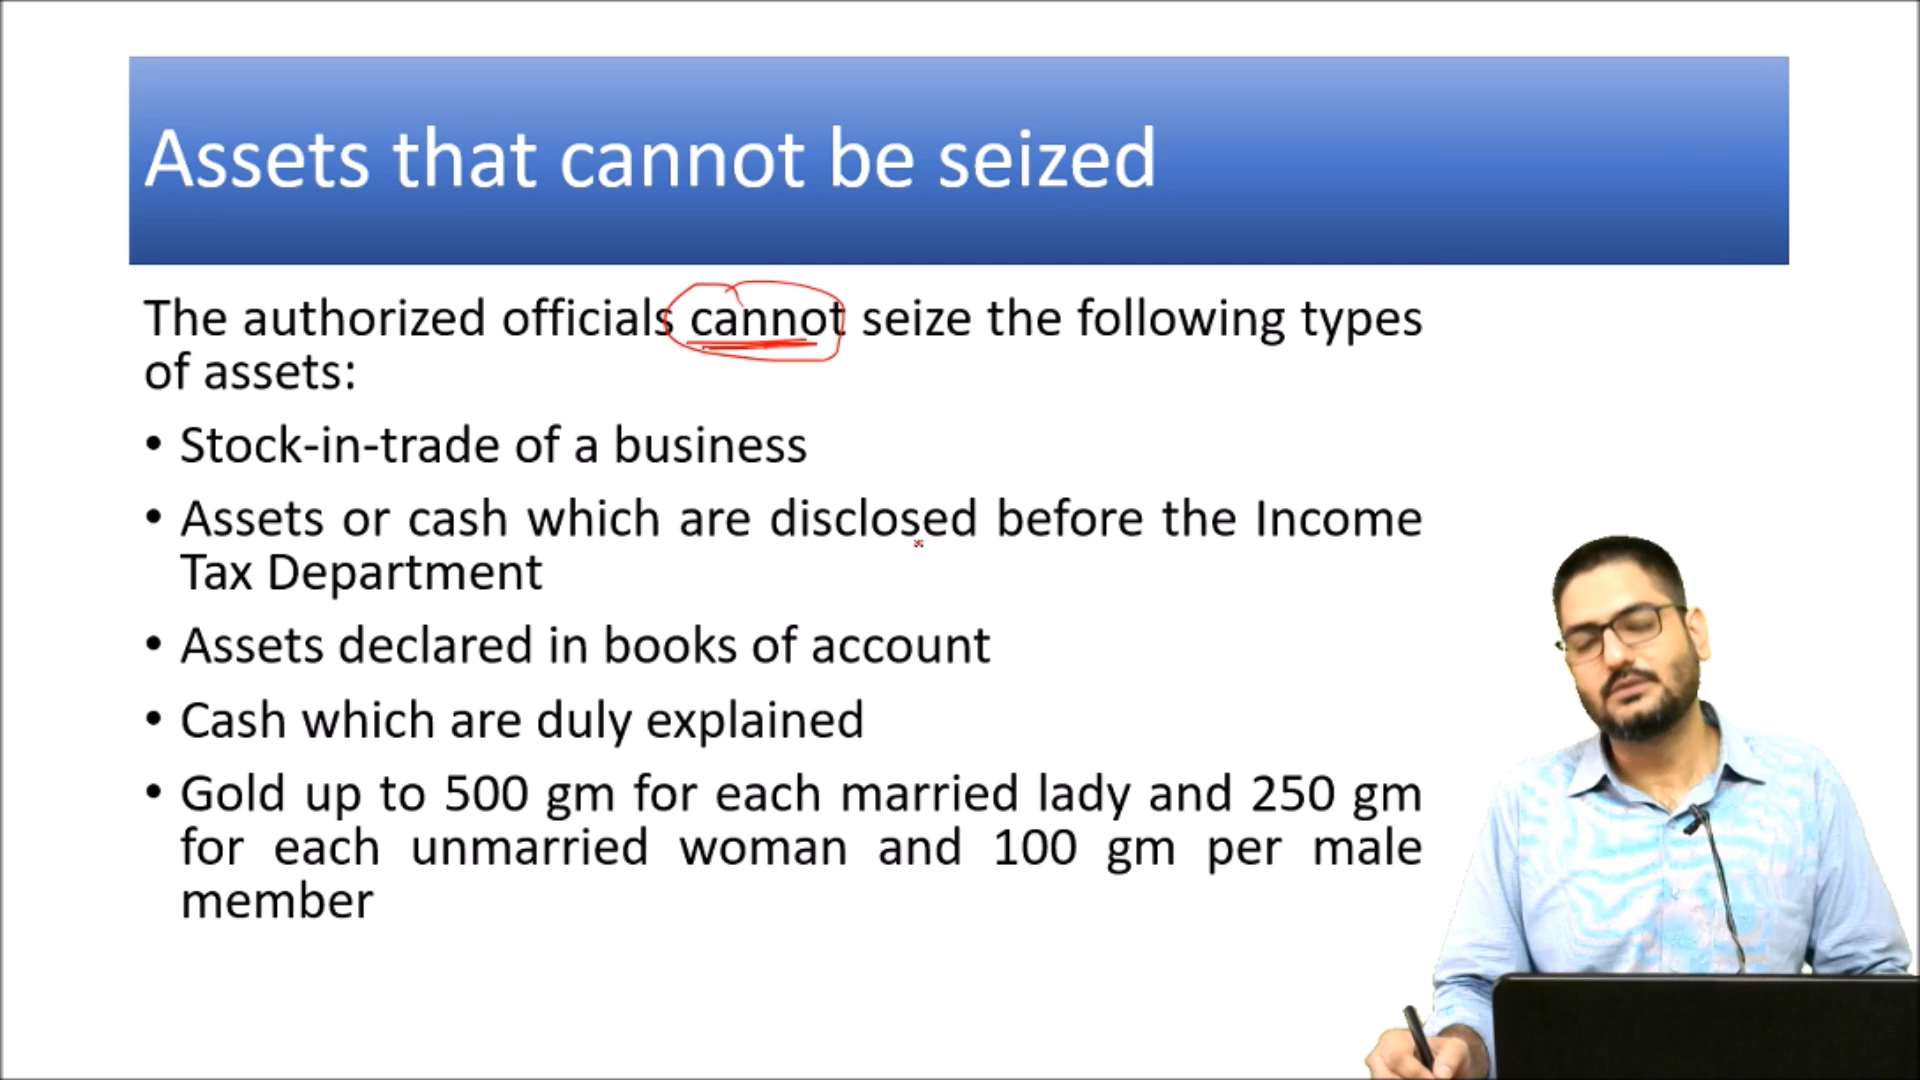 Assets that cannot be seized
The authorized officials cannot seize the following types
of assets:
• Stock-in-trade of a business
• Assets or cash which are disclosed before the Income
Tax Department
• Assets declared in books of account
• Cash which are duly explained
• Gold up to 500 gm for each married lady and 250 gm
for each unmarried woman and 100 gm per male
member